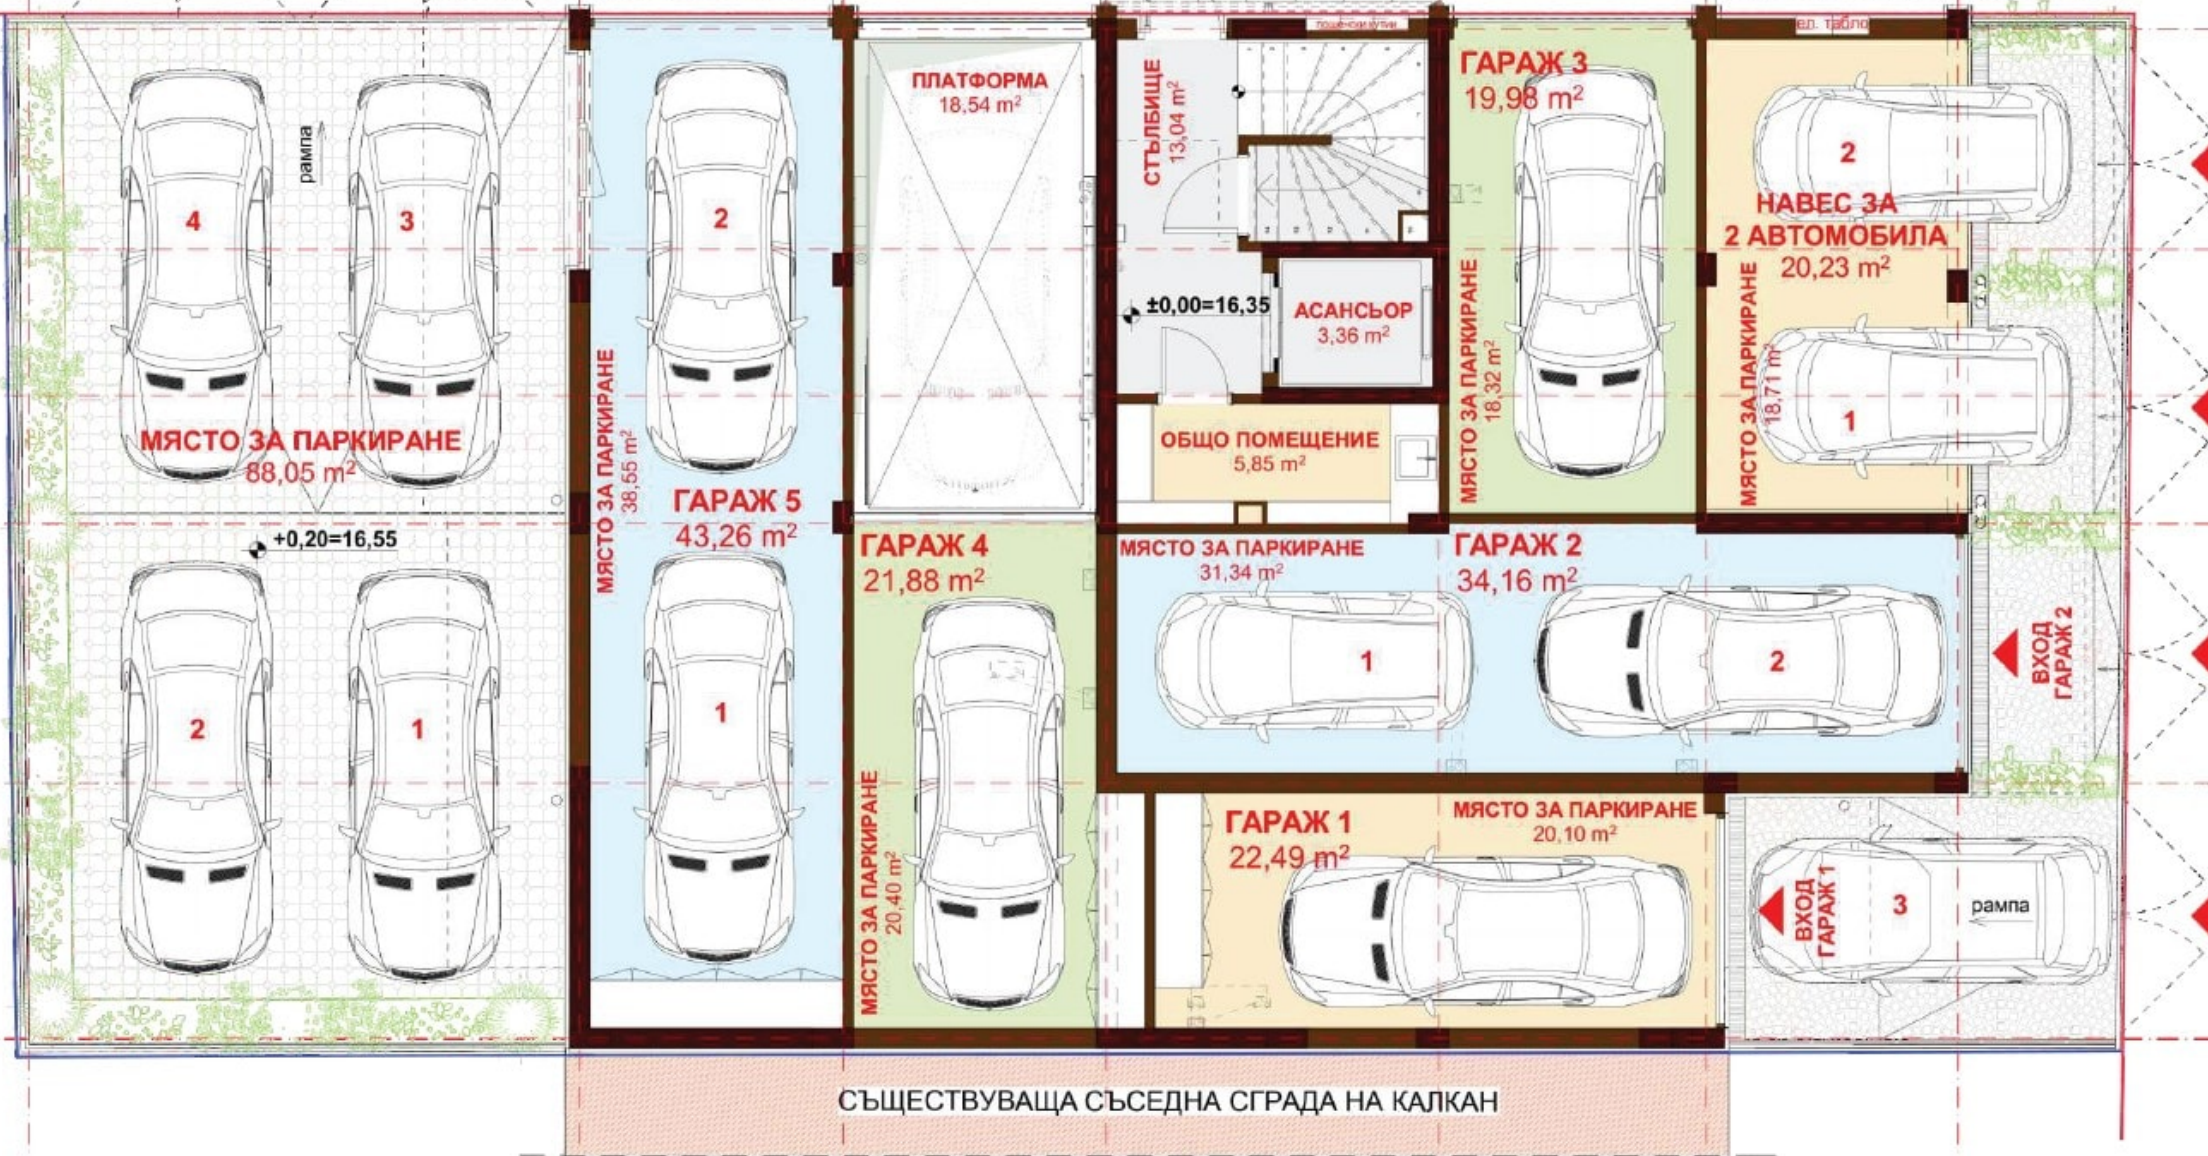 пощенски кутии
ел. табло
ПЛАТФОРМА
18,54 m²
СТЪЛБИЩЕ
13,04 m²
ГАРАЖ 3
19,98 m²
МЯСТО ЗА ПАРКИРАНЕ
18,32 m²
2
НАВЕС ЗА
2 АВТОМОБИЛА
20,23 m²
МЯСТО ЗА ПАРКИРАНЕ
18,71 m²
1
рампа
4
3
2
±0,00=16,35
АСАНСЬОР
3,36 m²
МЯСТО ЗА ПАРКИРАНЕ
88,05 m²
МЯСТО ЗА ПАРКИРАНЕ
38,55 m²
ГАРАЖ 5
43,26 m²
ОБЩО ПОМЕЩЕНИЕ
5,85 m²
+0,20=16,55
ГАРАЖ 4
21,88 m²
МЯСТО ЗА ПАРКИРАНЕ
31,34 m²
ГАРАЖ 2
34,16 m²
2
1
1
1
2
ВХОД
ГАРАЖ 2
МЯСТО ЗА ПАРКИРАНЕ
20,40 m²
ГАРАЖ 1
22,49 m²
МЯСТО ЗА ПАРКИРАНЕ
20,10 m²
ВХОД
ГАРАЖ 1
3
рампа
СЪЩЕСТВУВАЩА СЪСЕДНА СГРАДА НА КАЛКАН